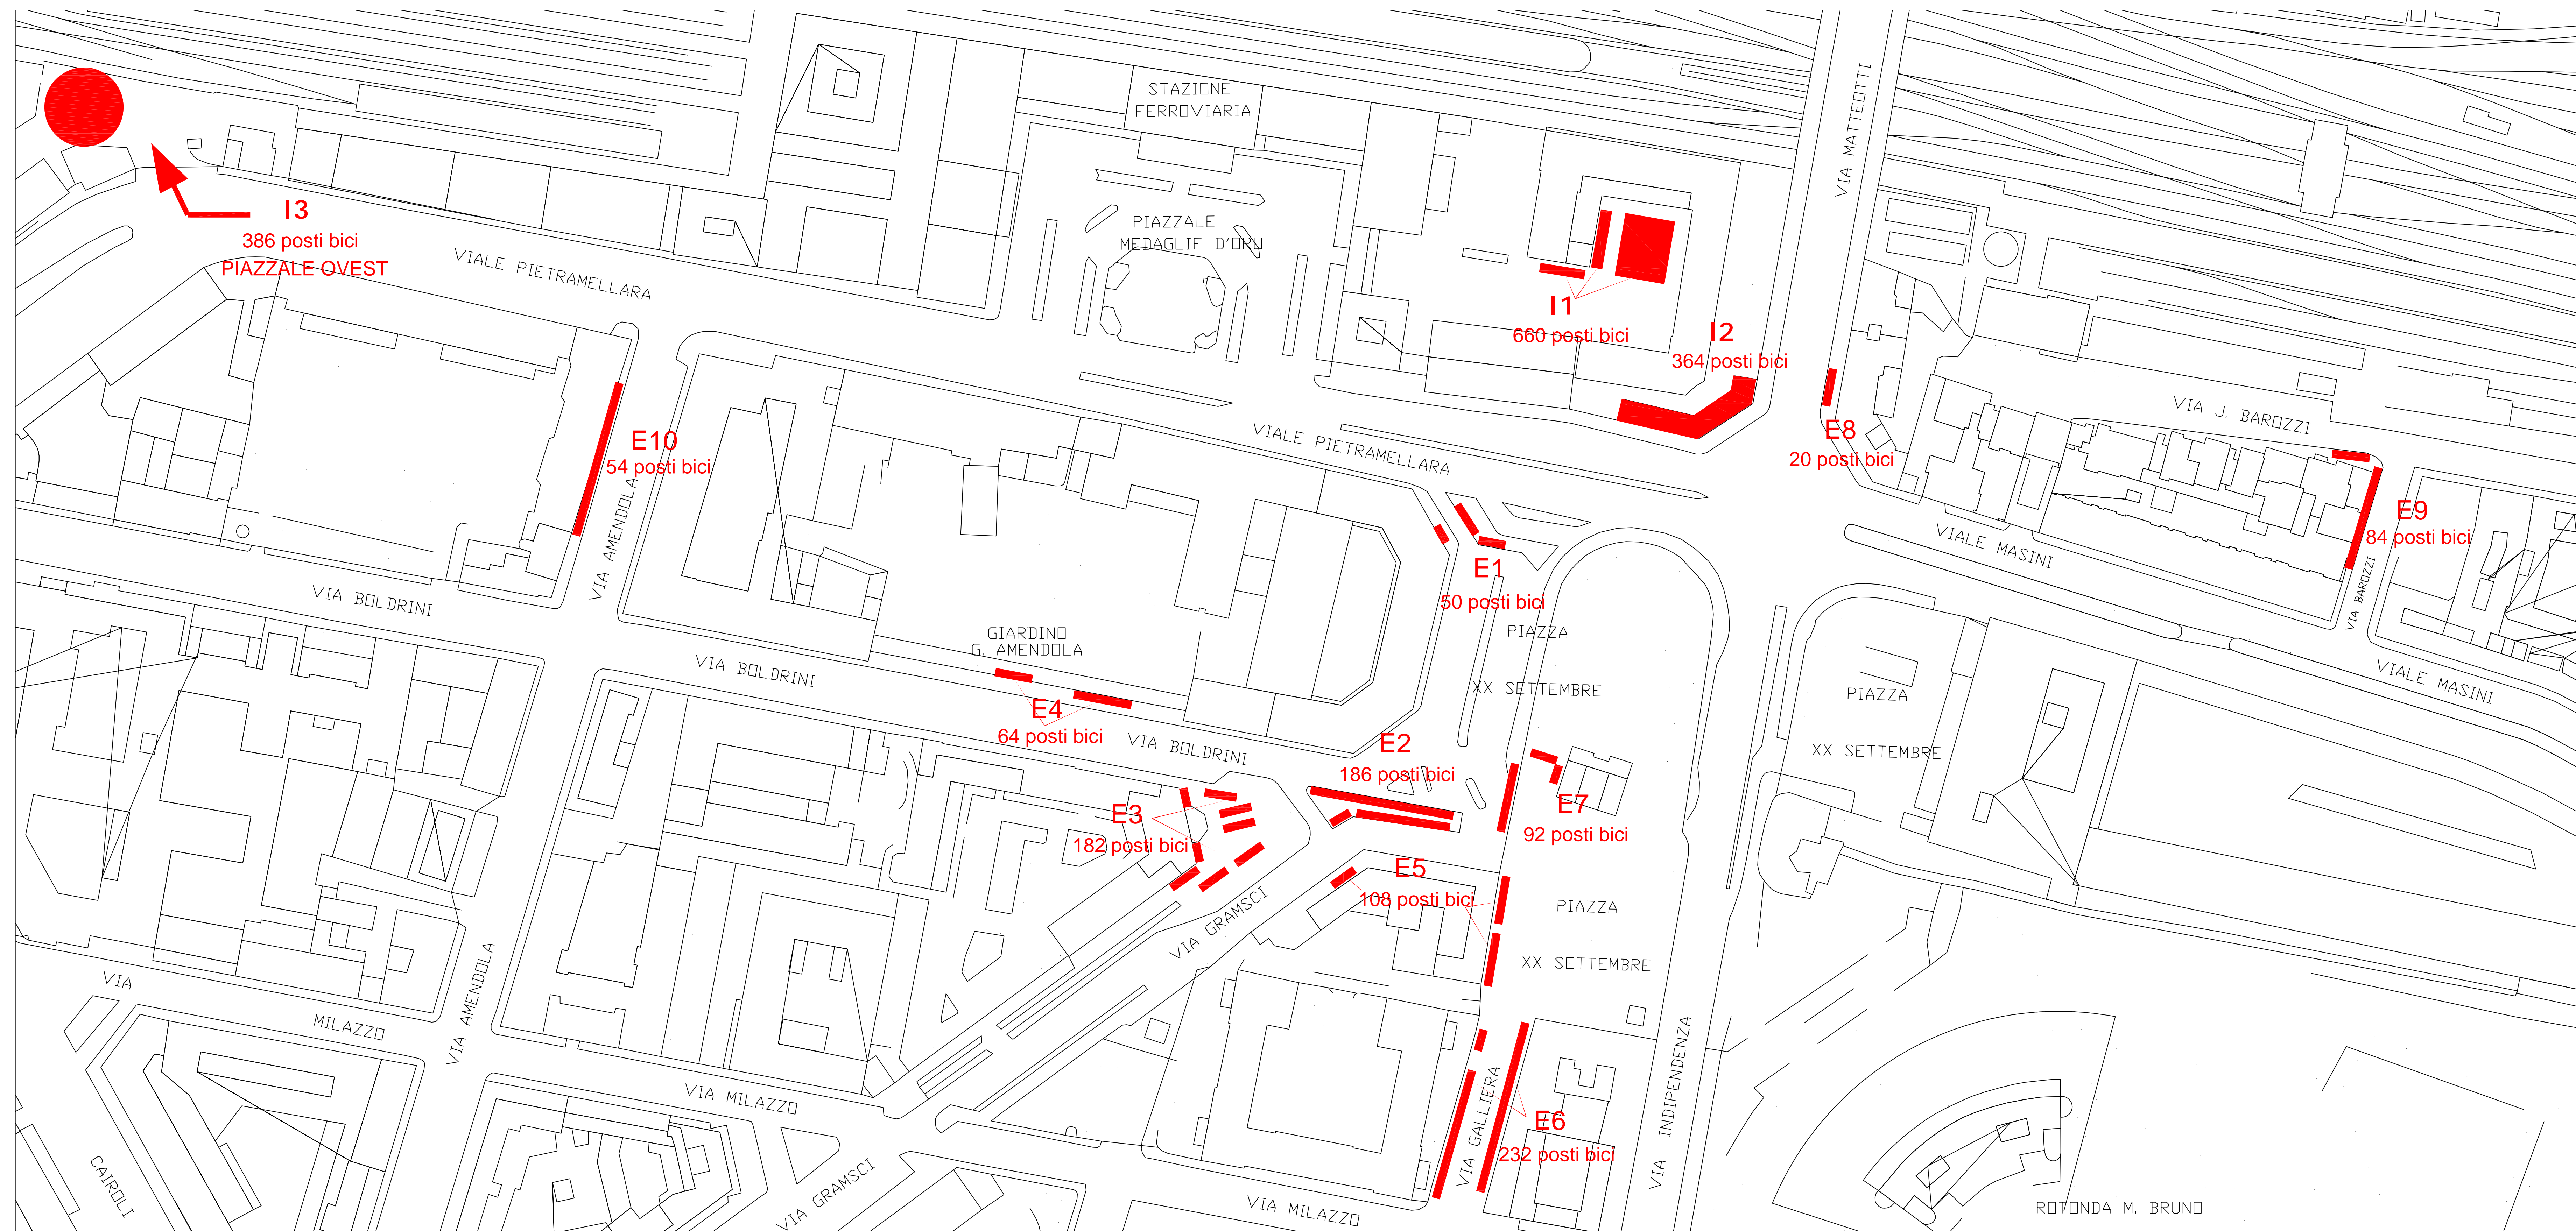 STAZIONE
FERROVIARIA
VIA MATTEOTTI
I3
386 posti bici
PIAZZALE OVEST
VIALE PIETRAMELLARA
PIAZZALE
MEDAGLIE D'ORO
I1
660 posti bici
I2
364 posti bici
E10
54 posti bici
VIA AMENDOLA
VIALE PIETRAMELLARA
E8
20 posti bici
VIA J. BAROZZI
E9
84 posti bici
VIA BAROZZI
VIALE MASINI
VIALE MASINI
E1
50 posti bici
VIA BOLDRINI
GIARDINO
G. AMENDOLA
VIA BOLDRINI
E4
64 posti bici
VIA BOLDRINI
PIAZZA
XX SETTEMBRE
PIAZZA
XX SETTEMBRE
E2
186 posti bici
E7
92 posti bici
E3
182 posti bici
E5
108 posti bici
VIA GRAMSCI
PIAZZA
XX SETTEMBRE
VIA
MILAZZO
VIA AMENDOLA
VIA MILAZZO
VIA GALLIERA
E6
232 posti bici
VIA INDIPENDENZA
CAIROLI
VIA GRAMSCI
VIA MILAZZO
ROTONDA M. BRUNO